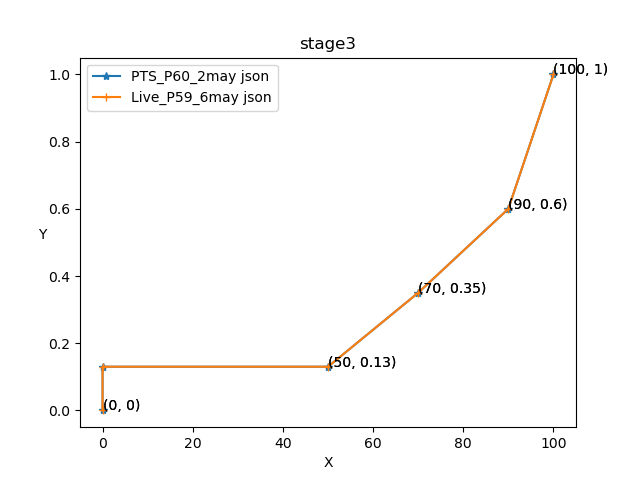 stage3
PTS_P60_2may json
Live_P59_6may json
1.0
0.8
0.6
0.4
0.2
0.0
Y
(100, 1)
(90, 0.6)
(70, 0.35)
(50, 0.13)
(0, 0)
0 20 40 60 80 100
X